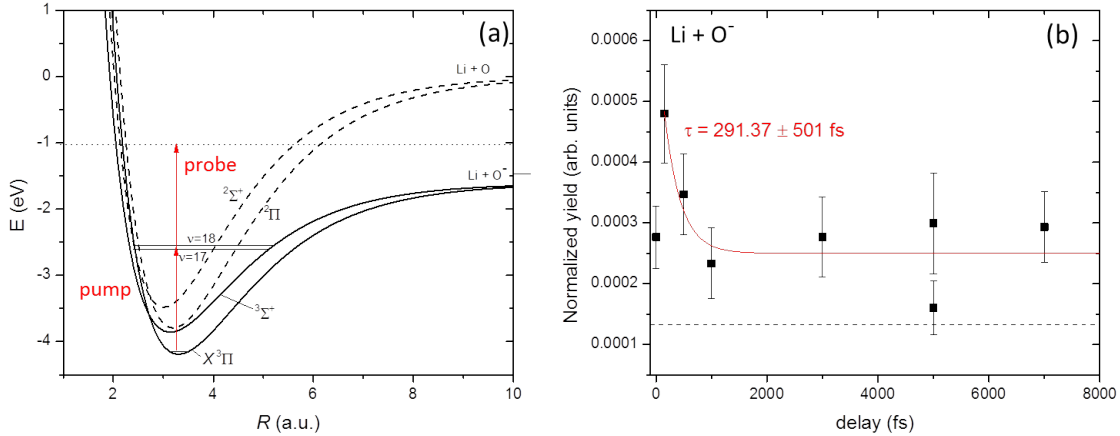 (a)
1
0
-1
-2
-3
-4
E (eV)
2
4
6
8
10
R (a.u.)
Li + O
probe
Li + O⁻
²Σ⁺
²Π
ν=18
ν=17
pump
³Σ⁺
X³Π
Li + O⁻
(b)
0.0006
0.0005
0.0004
0.0003
0.0002
0.0001
Normalized yield (arb. units)
τ = 291.37 ± 501 fs
0
2000
4000
6000
8000
delay (fs)